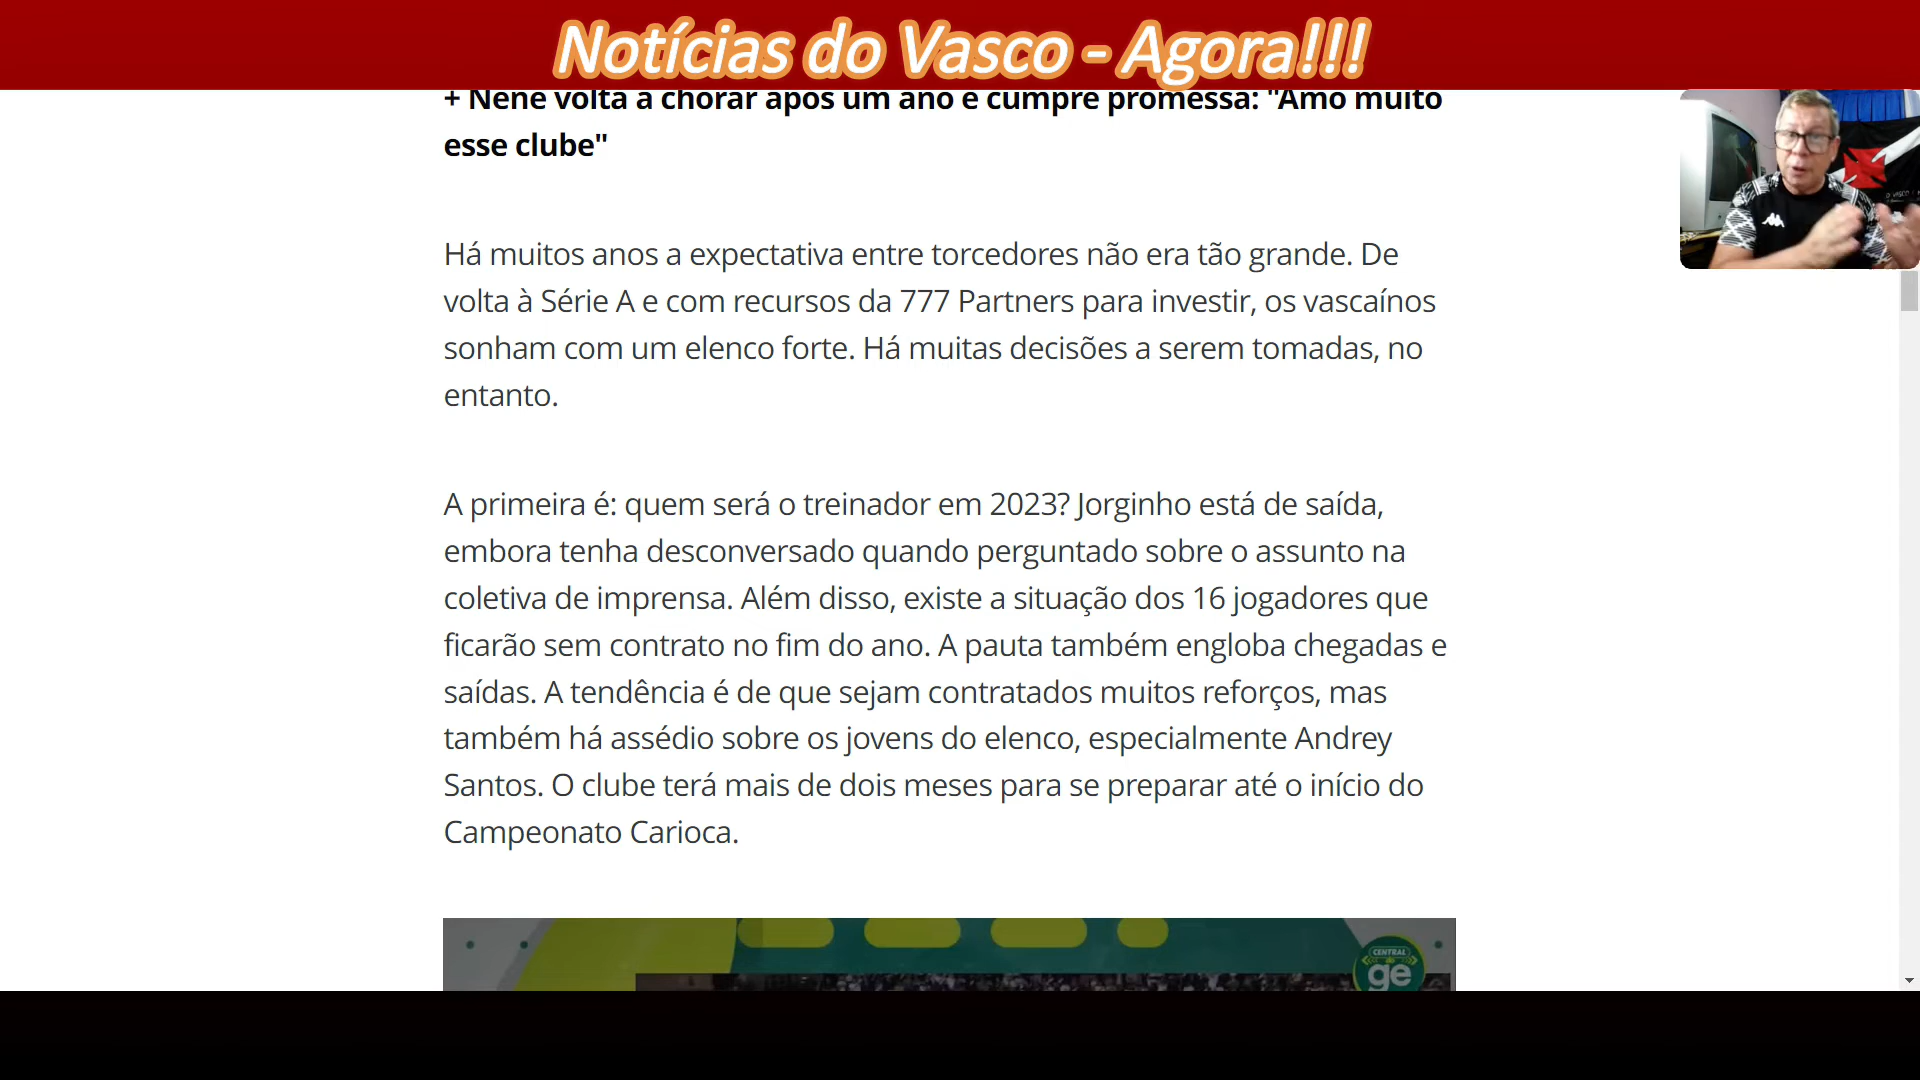 Notícias do Vasco - Agora!!!
+ Nenê volta a chorar após um ano e cumpre promessa: "Amo muito
esse clube"
Há muitos anos a expectativa entre torcedores não era tão grande. De
volta à Série A e com recursos da 777 Partners para investir, os vascaínos
sonham com um elenco forte. Há muitas decisões a serem tomadas, no
entanto.
A primeira é: quem será o treinador em 2023? Jorginho está de saída,
embora tenha desconversado quando perguntado sobre o assunto na
coletiva de imprensa. Além disso, existe a situação dos 16 jogadores que
ficarão sem contrato no fim do ano. A pauta também engloba chegadas e
saídas. A tendência é de que sejam contratados muitos reforços, mas
também há assédio sobre os jovens do elenco, especialmente Andrey
Santos. O clube terá mais de dois meses para se preparar até o início do
Campeonato Carioca.
CENTRAL
do
ge